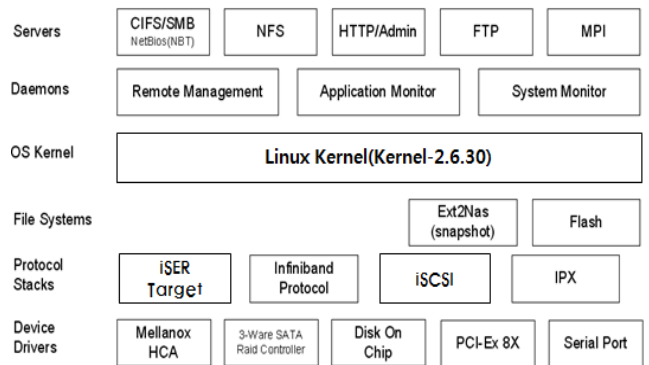 Servers
CIFS/SMB
NetBios(NBT)
NFS
HTTP/Admin
FTP
MPI
Daemons
Remote Management
Application Monitor
System Monitor
OS Kernel
Linux Kernel(Kernel-2.6.30)
File Systems
Ext2Nas
(snapshot)
Flash
Protocol
Stacks
iSER
Target
Infiniband
Protocol
iSCSI
IPX
Device
Drivers
Mellanox
HCA
3-Ware SATA
Raid Controller
Disk On
Chip
PCI-Ex 8X
Serial Port